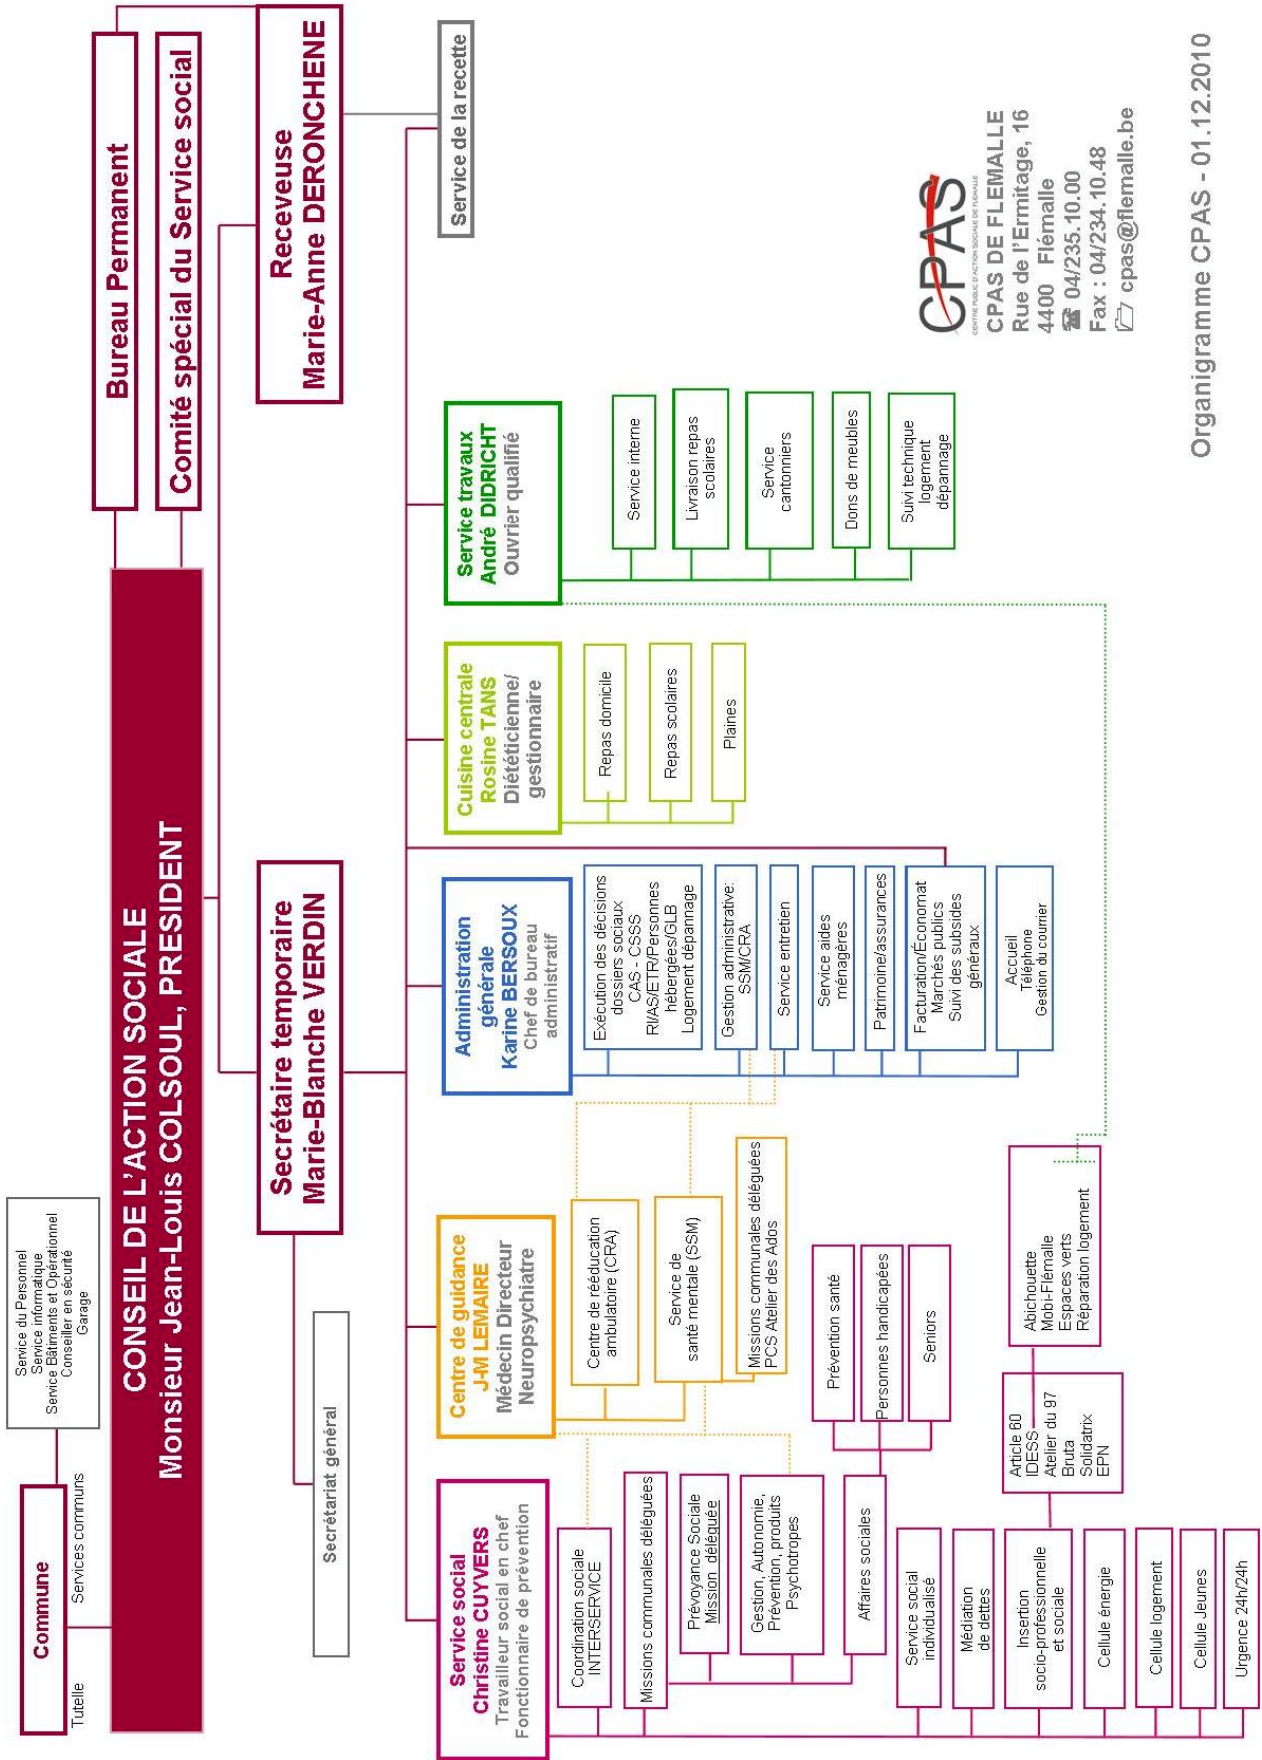 Commune
Tutelle
Services communs
Service du Personnel
Service informatique
Service Bâtiments et Opérationnel
Conseiller en sécurité
Garage
CONSEIL DE L'ACTION SOCIALE
Monsieur Jean-Louis COLSOUL, PRESIDENT
Bureau Permanent
Comité spécial du Service social
Secrétaire temporaire
Marie-Blanche VERDIN
Receveuse
Marie-Anne DERONCHENE
Secrétariat général
Service de la recette
Service social
Christine CUYVERS
Travailleur social en chef
Fonctionnaire de prévention
Coordination sociale
INTERSERVICE
Missions communales déléguées
Prévoyance Sociale
Mission déléguée
Gestion, Autonomie,
Prévention, produits
Psychotropes
Affaires sociales
Prévention santé
Personnes handicapées
Seniors
Service social
individualisé
Médiation
de dettes
Insertion
socio-professionnelle
et sociale
Article 60
IDESS
Atelier du 97
Bruta
Solidatrix
EPN
Abichouette
Mobi-Flémalle
Espaces verts
Réparation logement
Cellule énergie
Cellule logement
Cellule Jeunes
Urgence 24h/24h
Centre de guidance
J-M LEMAIRE
Médecin Directeur
Neuropsychiatre
Centre de rééducation
ambulatoire (CRA)
Service de
santé mentale (SSM)
Missions communales déléguées
PCS Atelier des Ados
Administration
générale
Karine BERSOUX
Chef de bureau
administratif
Exécution des décisions
dossiers sociaux
CAS - CSSS
RI/AS/ETR/Personnes
hébergées/GLB
Logement dépannage
Gestion administrative:
SSM/CRA
Service entretien
Service aides
ménagères
Patrimoine/assurances
Facturation/Économat
Marchés publics
Suivi des subsides
généraux
Accueil
Téléphone
Gestion du courrier
Cuisine centrale
Rosine TANS
Diététicienne/
gestionnaire
Repas domicile
Repas scolaires
Plaines
Service travaux
André DIDRICHT
Ouvrier qualifié
Service interne
Livraison repas
scolaires
Service
cantonniers
Dons de meubles
Suivi technique
logement
dépannage
CPAS
CENTRE PUBLIC D'ACTION SOCIALE DE FLEMALLE
CPAS DE FLEMALLE
Rue de l'Ermitage, 16
4400 Flémalle
☎ 04/235.10.00
Fax : 04/234.10.48
cpas@flemalle.be
Organigramme CPAS - 01.12.2010